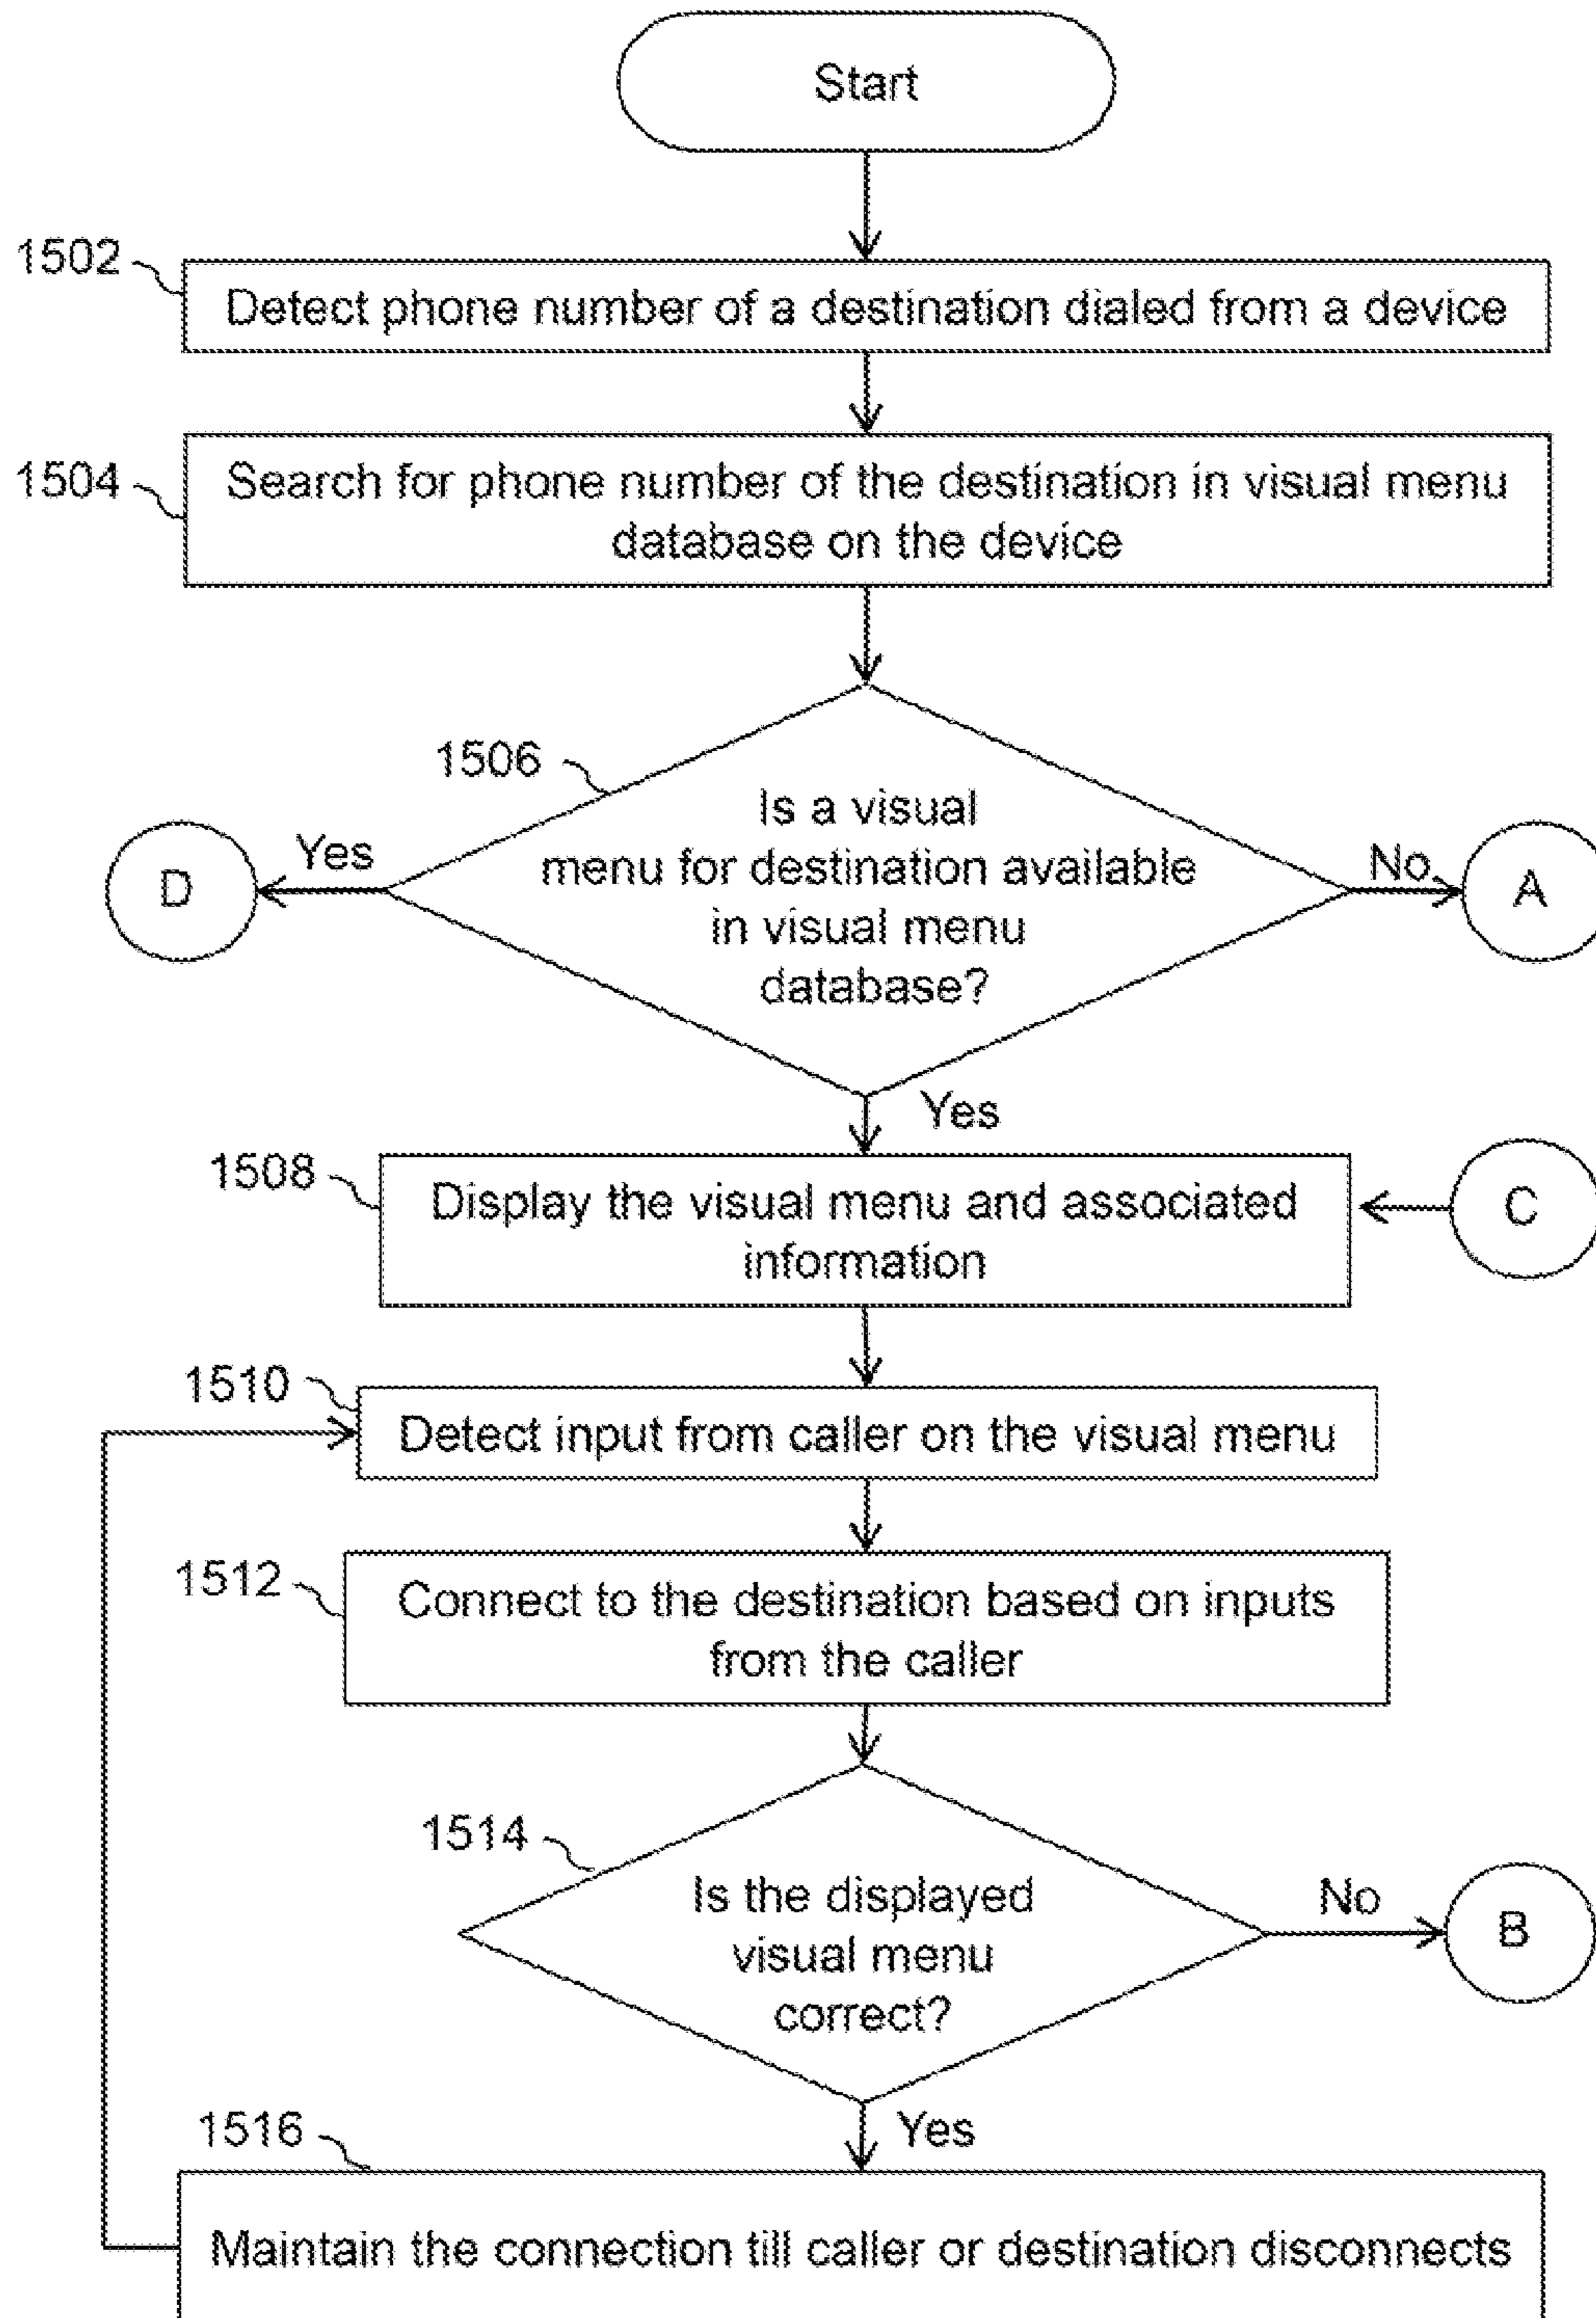 Start
1502
Detect phone number of a destination dialed from a device
1504
Search for phone number of the destination in visual menu
database on the device
1506
Is a visual
menu for destination available
in visual menu
database?
D
Yes
No
A
Yes
1508
Display the visual menu and associated
information
C
1510
Detect input from caller on the visual menu
1512
Connect to the destination based on inputs
from the caller
1514
Is the displayed
visual menu
correct?
No
B
Yes
1516
Maintain the connection till caller or destination disconnects